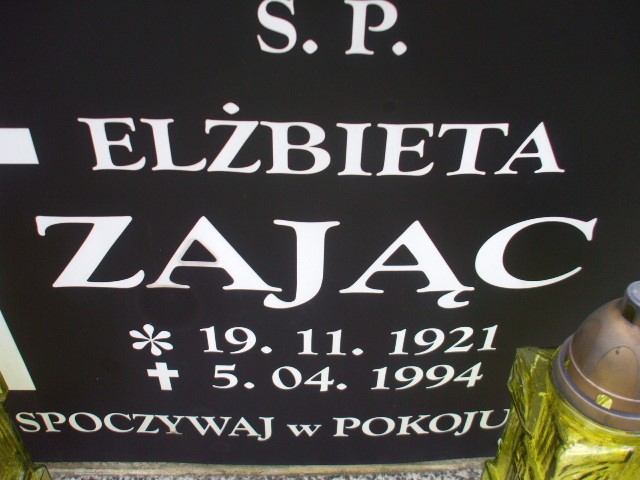 Ś. P.
ELŻBIETA
ZAJĄC
* 19. 11. 1921
✝ 5. 04. 1994
SPOCZYWAJ w POKOJU